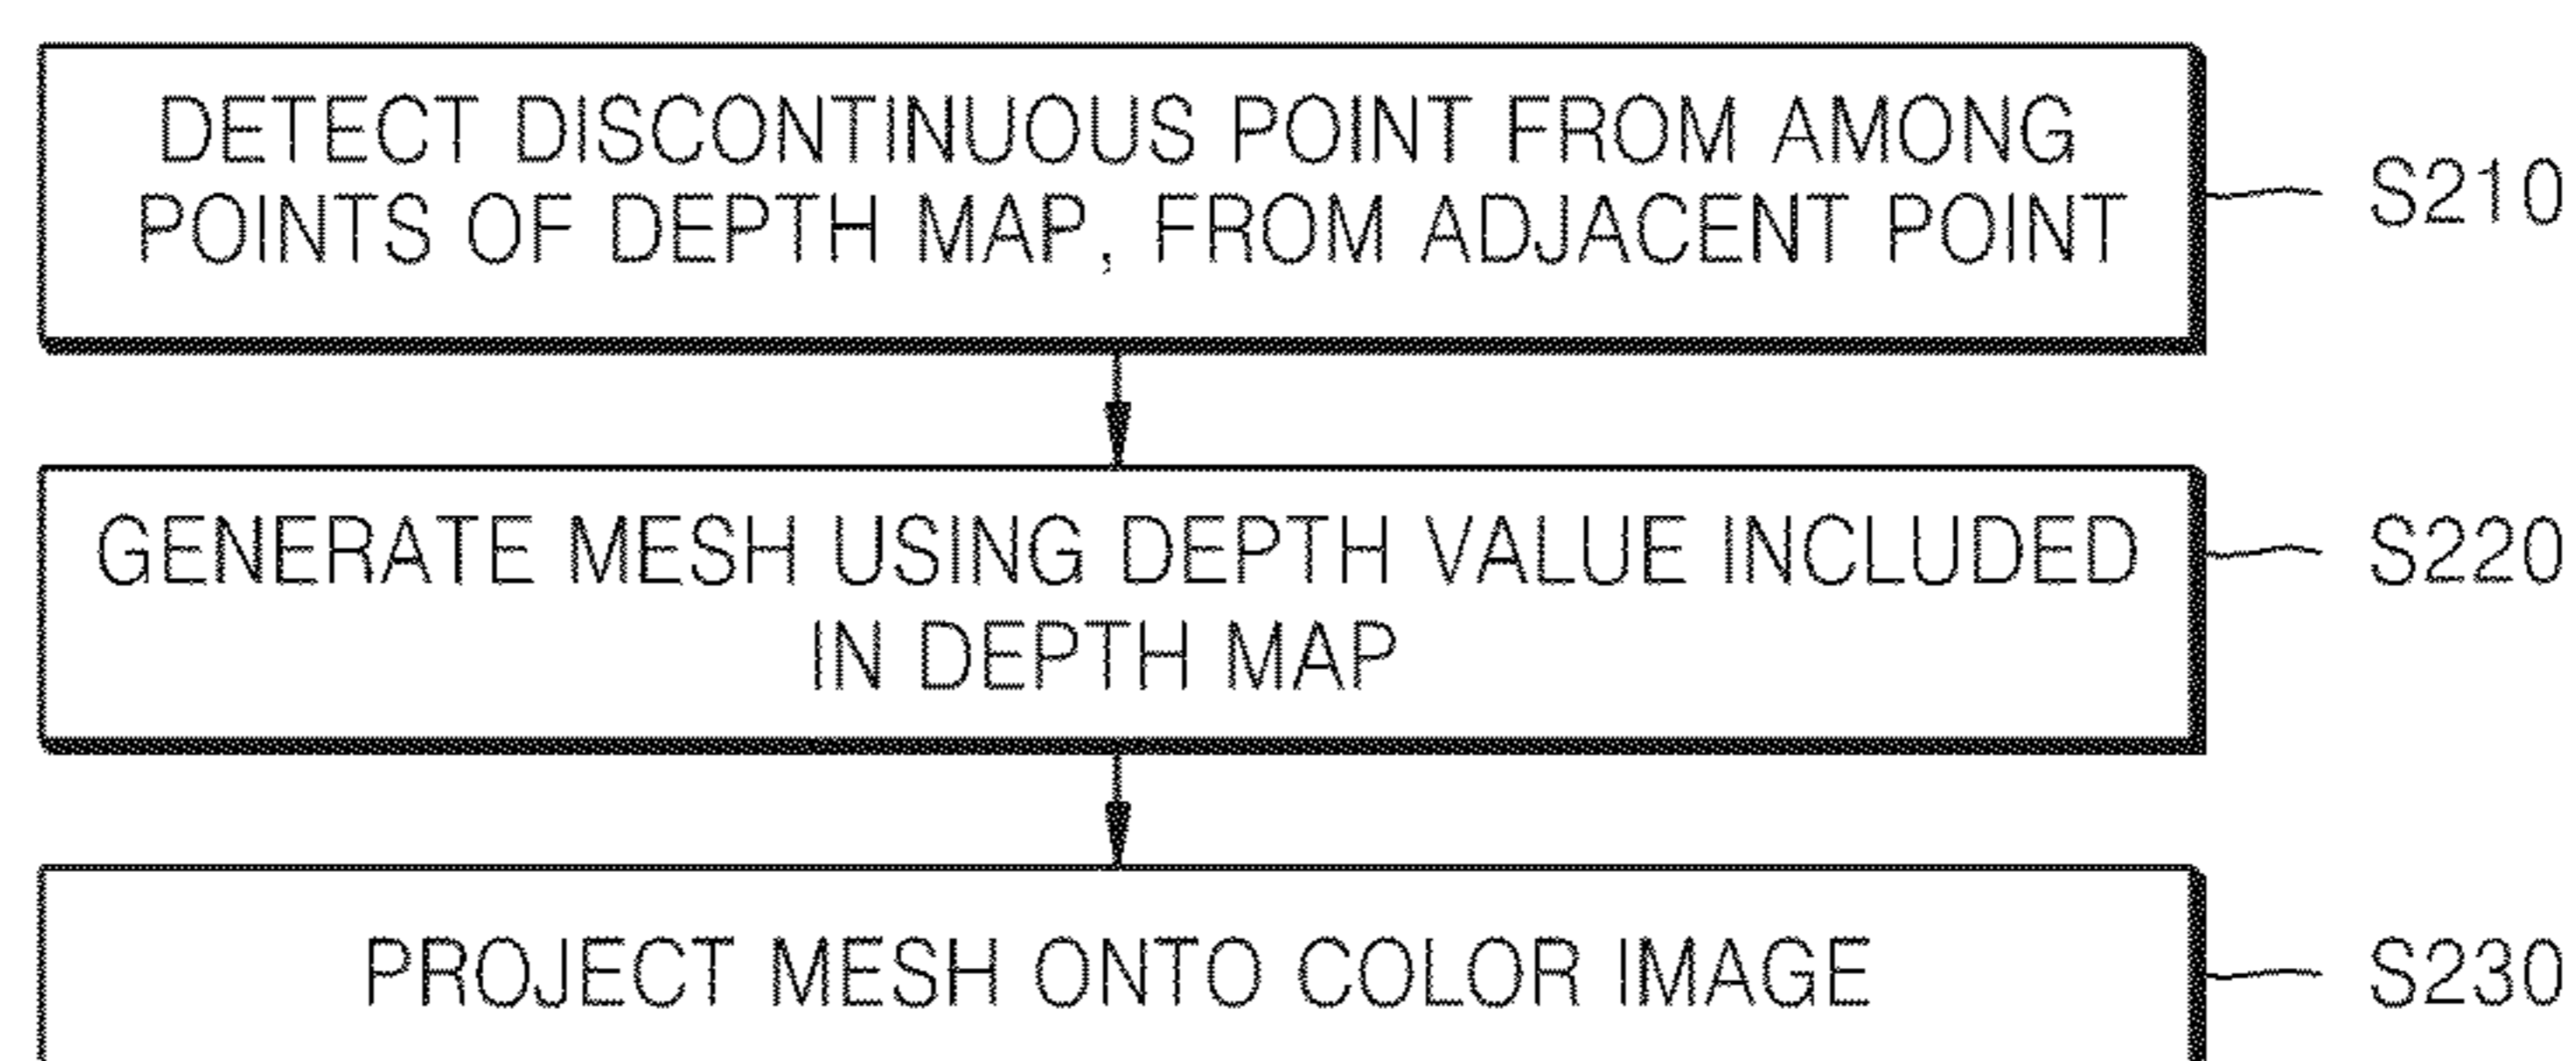 DETECT DISCONTINUOUS POINT FROM AMONG
POINTS OF DEPTH MAP, FROM ADJACENT POINT
S210
GENERATE MESH USING DEPTH VALUE INCLUDED
IN DEPTH MAP
S220
PROJECT MESH ONTO COLOR IMAGE
S230